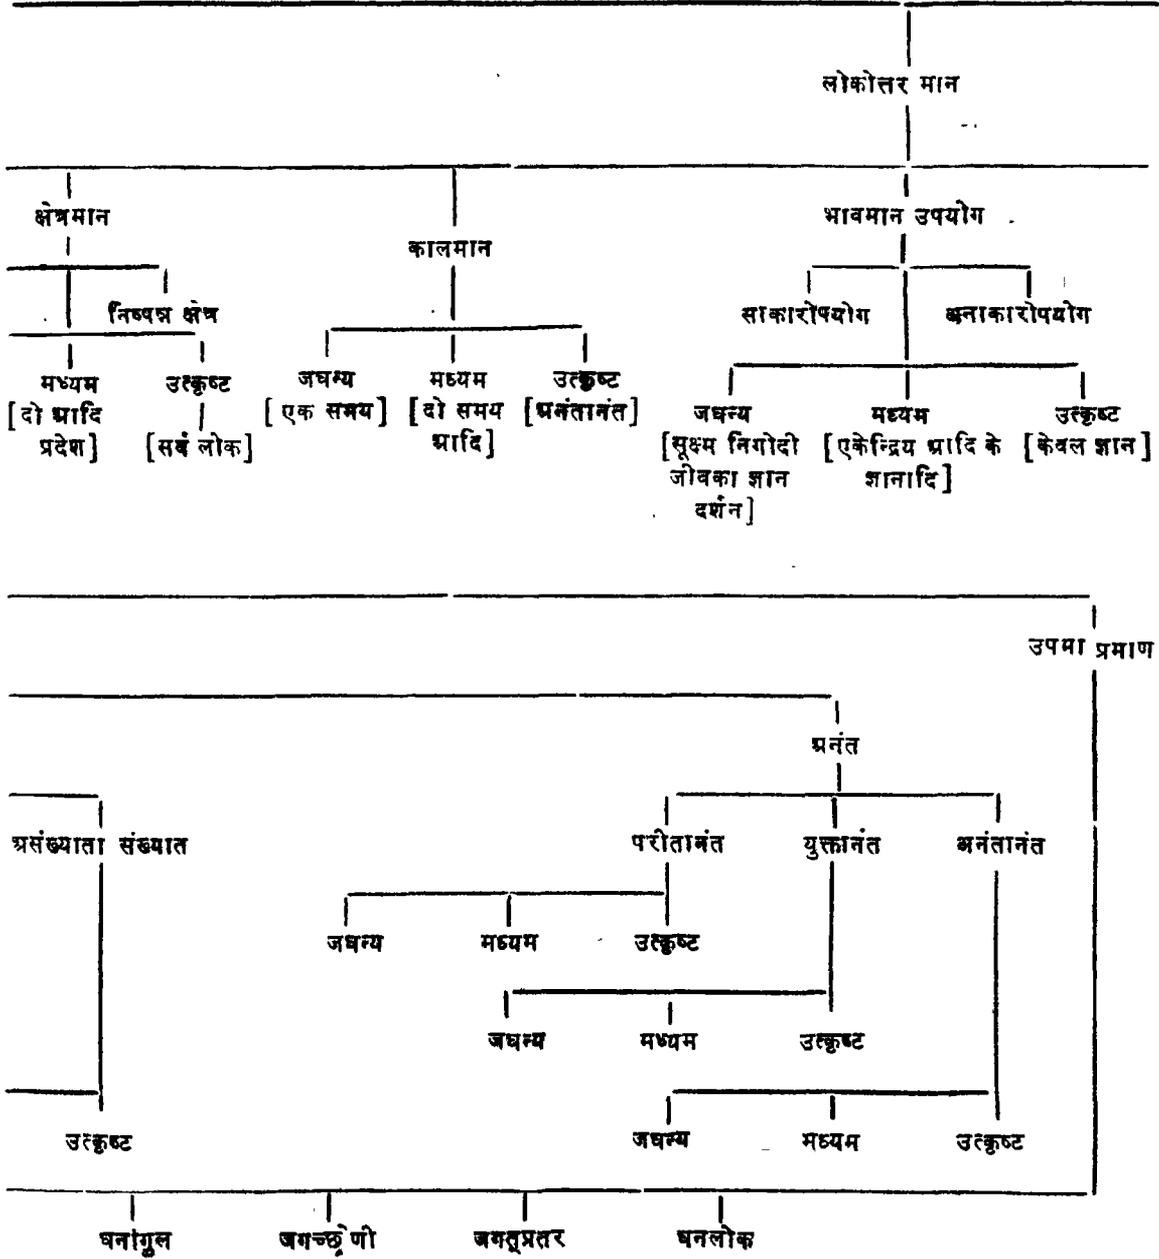 लोकोत्तर मान
क्षेत्रमान
भावमान उपयोग
कालमान
निष्पन्न क्षेत्र
साकारोपयोग
अनाकारोपयोग
मध्यम
[दो आदि
प्रदेश]
उत्कृष्ट
[सर्व लोक]
जघन्य
[एक समय]
मध्यम
[दो समय
आदि]
उत्कृष्ट
[अनंतानंत]
जघन्य
[सूक्ष्म निगोदी
जीवका ज्ञान
दर्शन]
मध्यम
[एकेन्द्रिय आदि के
ज्ञानादि]
उत्कृष्ट
[केवल ज्ञान]
उपमा प्रमाण
अनंत
असंख्याता संख्यात
परीतानंत
युक्तानंत
अनंतानंत
जघन्य
मध्यम
उत्कृष्ट
जघन्य
मध्यम
उत्कृष्ट
उत्कृष्ट
जघन्य
मध्यम
उत्कृष्ट
घनांगुल
जगच्छ्रेणी
जगत्प्रतर
घनलोक